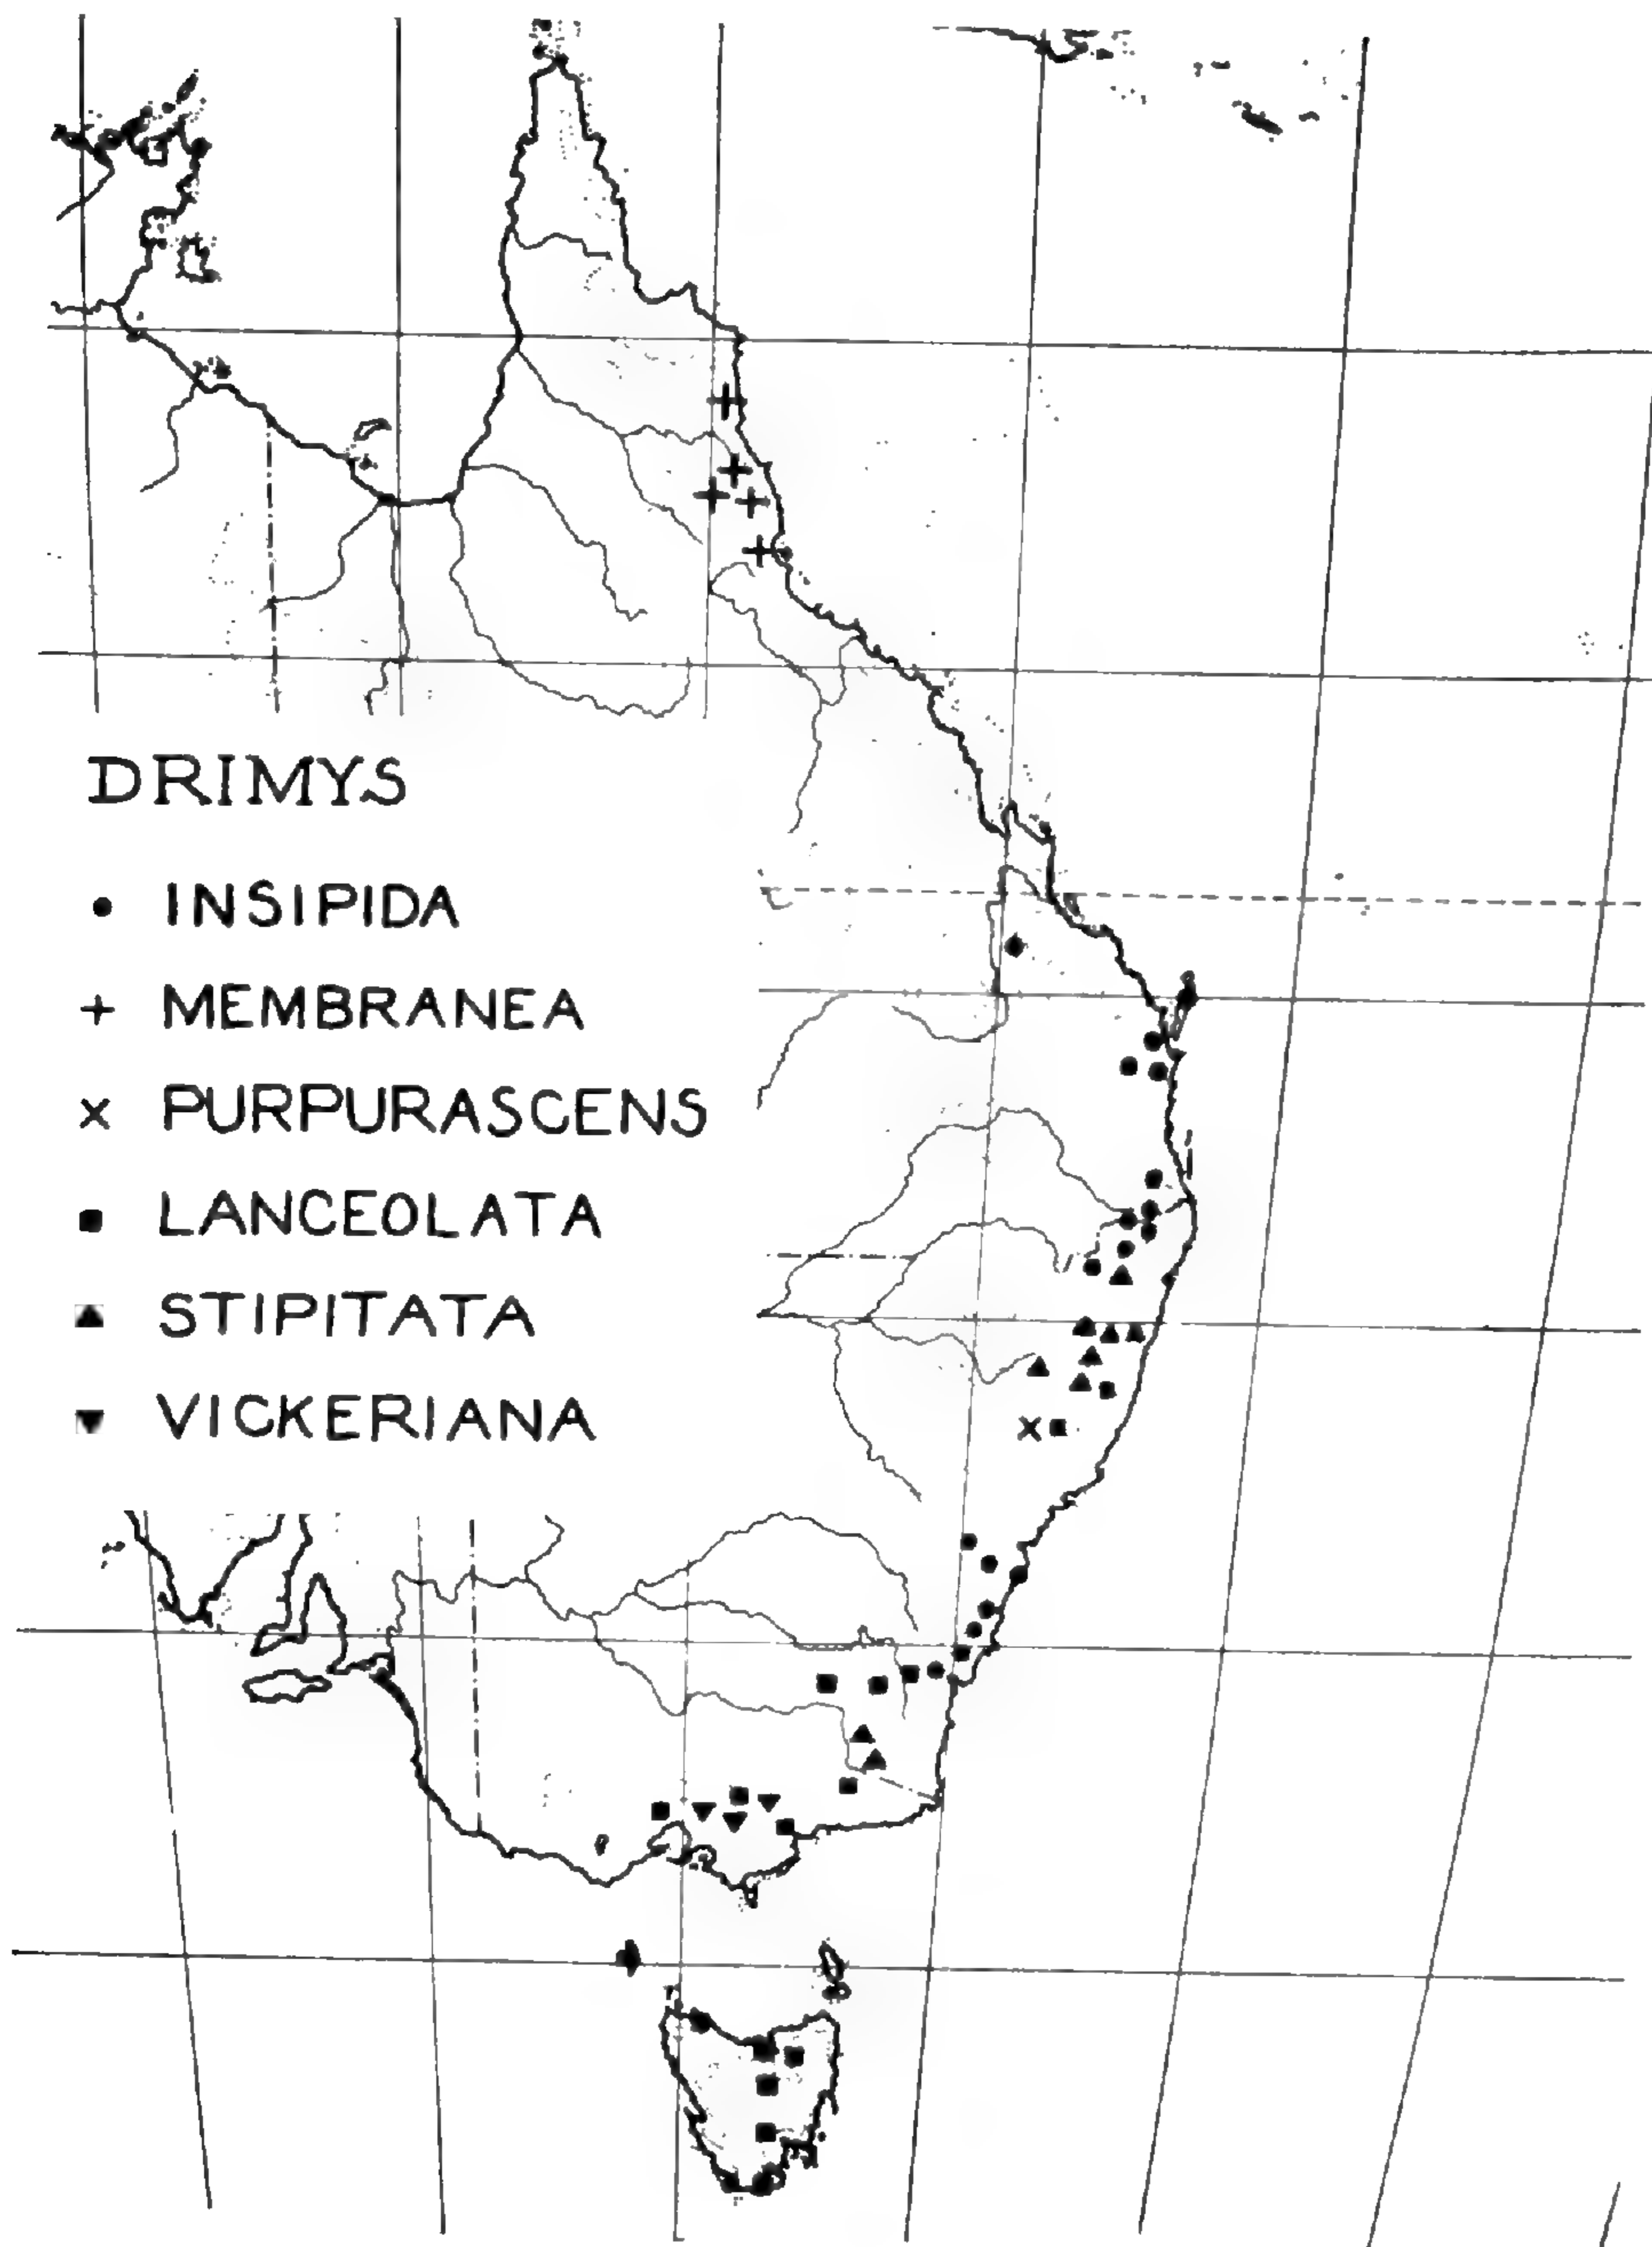 DRIMYS
INSIPIDA
MEMBRANEA
PURPURASCENS
LANCEOLATA
STIPITATA
VICKERIANA